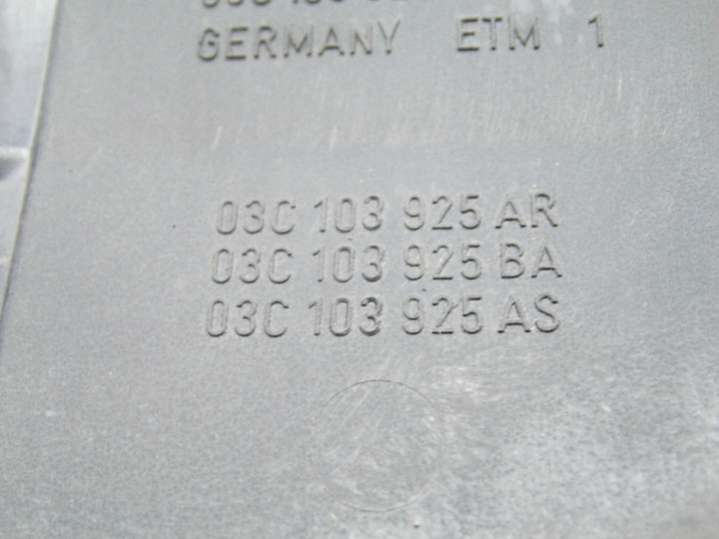 GERMANY ETM 1
03C 103 925 AR
03C 103 925 BA
03C 103 925 AS